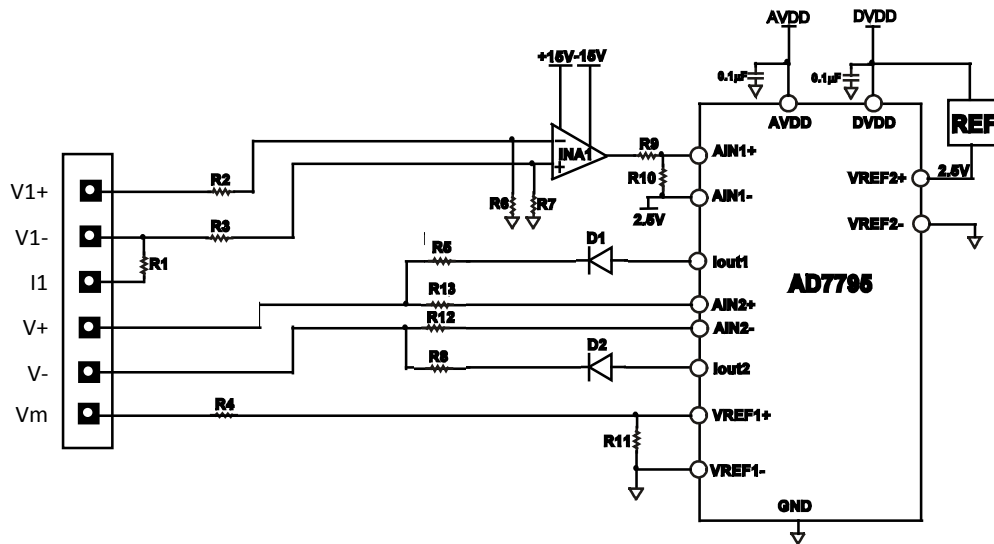 AVDD
DVDD
+15V-15V
0.1µF
0.1µF
REF
AVDD
DVDD
INA1
R9
AIN1+
2.5V
R2
R10
VREF2+
V1+
R6
R7
AIN1-
2.5V
R3
VREF2-
V1-
D1
R5
R1
Iout1
I1
AD7795
R13
AIN2+
V+
R12
AIN2-
R8
D2
Iout2
V-
R4
Vm
VREF1+
R11
VREF1-
GND